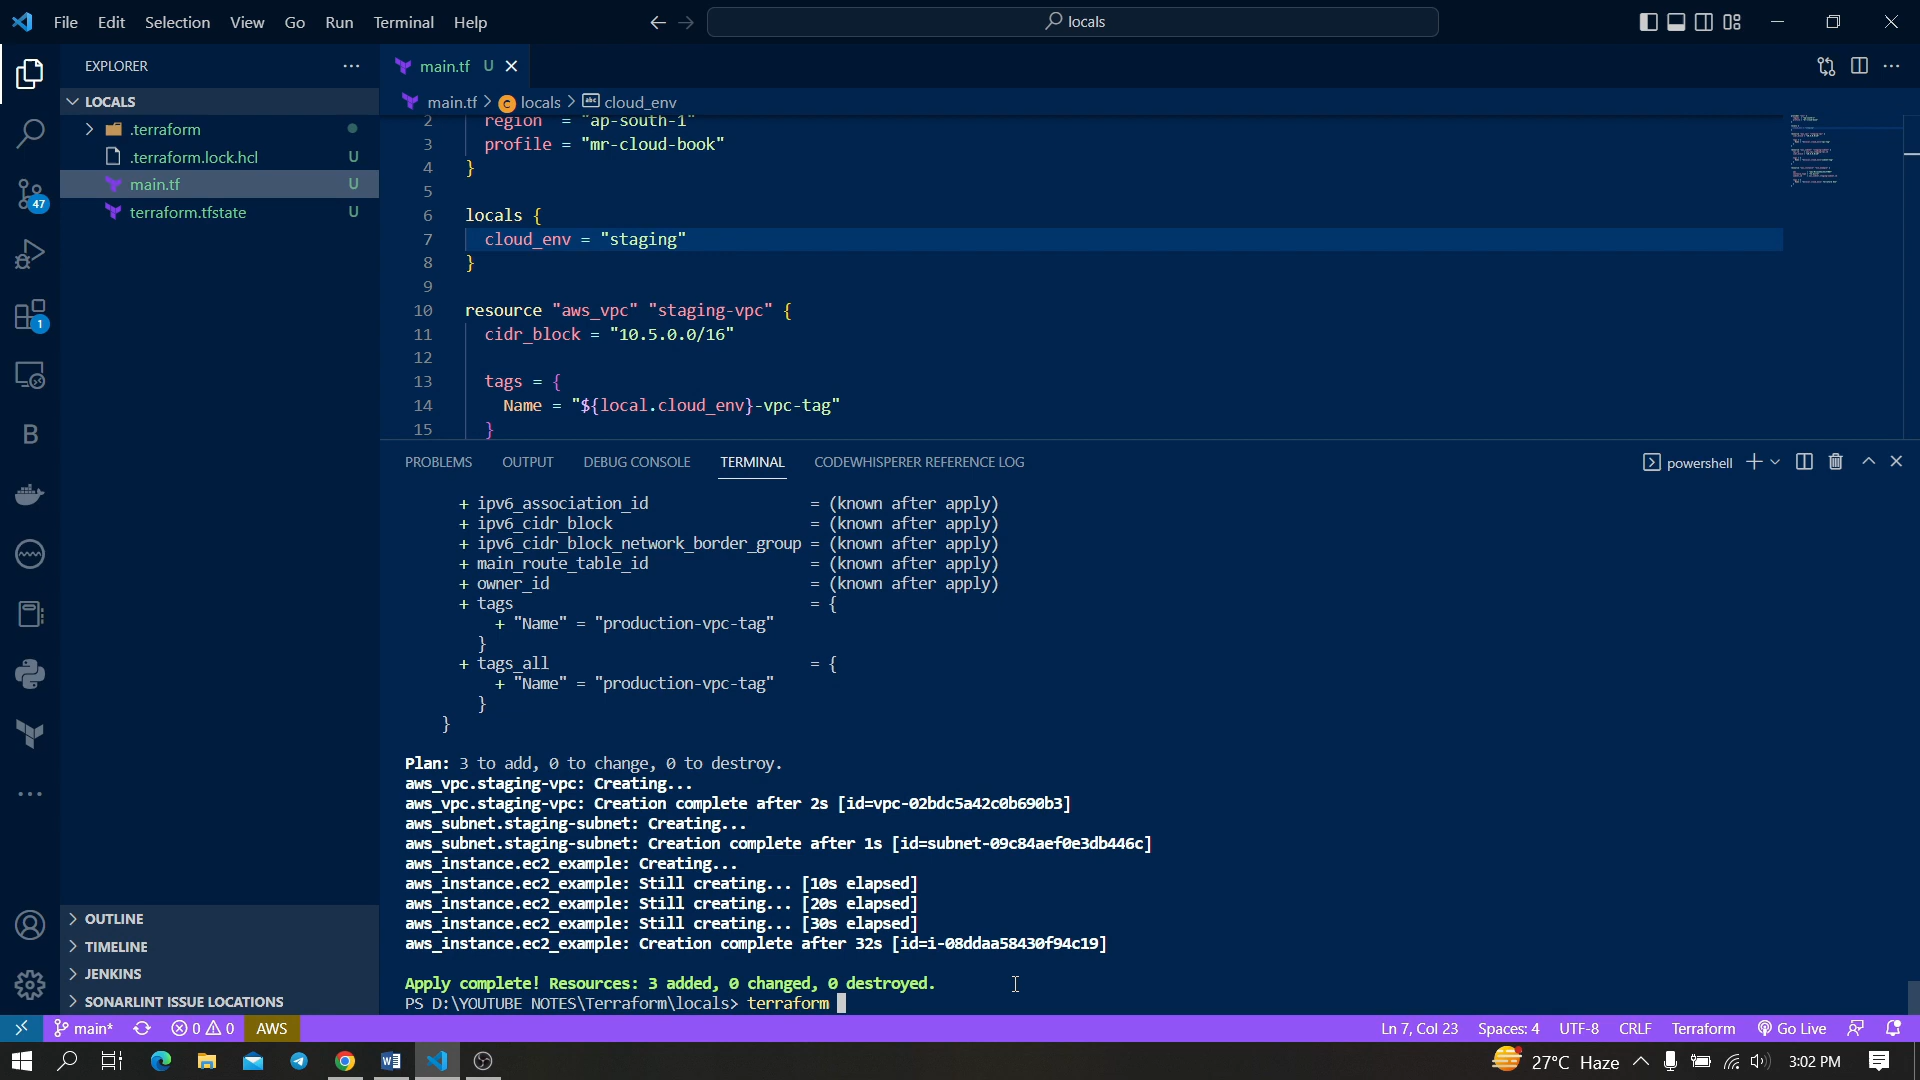 File Edit Selection View Go Run Terminal Help
locals
EXPLORER
main.tf U
LOCALS
main.tf > locals > cloud_env
.terraform
.terraform.lock.hcl U
main.tf U
terraform.tfstate U
47
1
B
2 region = "ap-south-1"
3 profile = "mr-cloud-book"
4 }
5
6 locals {
7 cloud_env = "staging"
8 }
9
10 resource "aws_vpc" "staging-vpc" {
11 cidr_block = "10.5.0.0/16"
12
13 tags = {
14 Name = "${local.cloud_env}-vpc-tag"
15 }
PROBLEMS OUTPUT DEBUG CONSOLE TERMINAL CODEWHISPERER REFERENCE LOG
powershell
+ ipv6_association_id = (known after apply)
+ ipv6_cidr_block = (known after apply)
+ ipv6_cidr_block_network_border_group = (known after apply)
+ main_route_table_id = (known after apply)
+ owner_id = (known after apply)
+ tags = {
+ "Name" = "production-vpc-tag"
}
+ tags_all = {
+ "Name" = "production-vpc-tag"
}
}
Plan: 3 to add, 0 to change, 0 to destroy.
aws_vpc.staging-vpc: Creating...
aws_vpc.staging-vpc: Creation complete after 2s [id=vpc-02bdc5a42c0b690b3]
aws_subnet.staging-subnet: Creating...
aws_subnet.staging-subnet: Creation complete after 1s [id=subnet-09c84aef0e3db446c]
aws_instance.ec2_example: Creating...
aws_instance.ec2_example: Still creating... [10s elapsed]
aws_instance.ec2_example: Still creating... [20s elapsed]
aws_instance.ec2_example: Still creating... [30s elapsed]
aws_instance.ec2_example: Creation complete after 32s [id=i-08ddaa58430f94c19]
Apply complete! Resources: 3 added, 0 changed, 0 destroyed.
PS D:\YOUTUBE NOTES\Terraform\locals> terraform
OUTLINE
TIMELINE
JENKINS
SONARLINT ISSUE LOCATIONS
main* 0 0 AWS
Ln 7, Col 23 Spaces: 4 UTF-8 CRLF Terraform Go Live
27°C Haze 3:02 PM